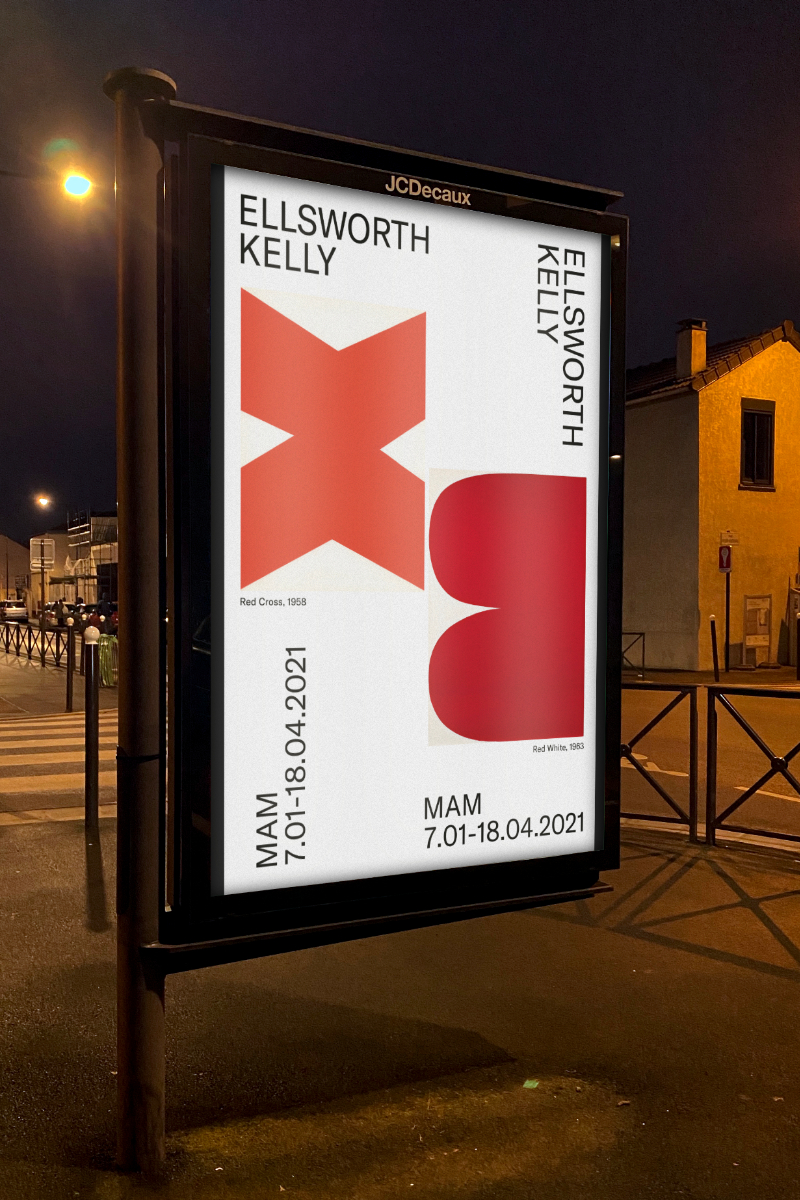 JCDecaux
ELLSWORTH
KELLY
ELLSWORTH
KELLY
Red Cross, 1958
Red White, 1963
MAM
7.01-18.04.2021
MAM
7.01-18.04.2021